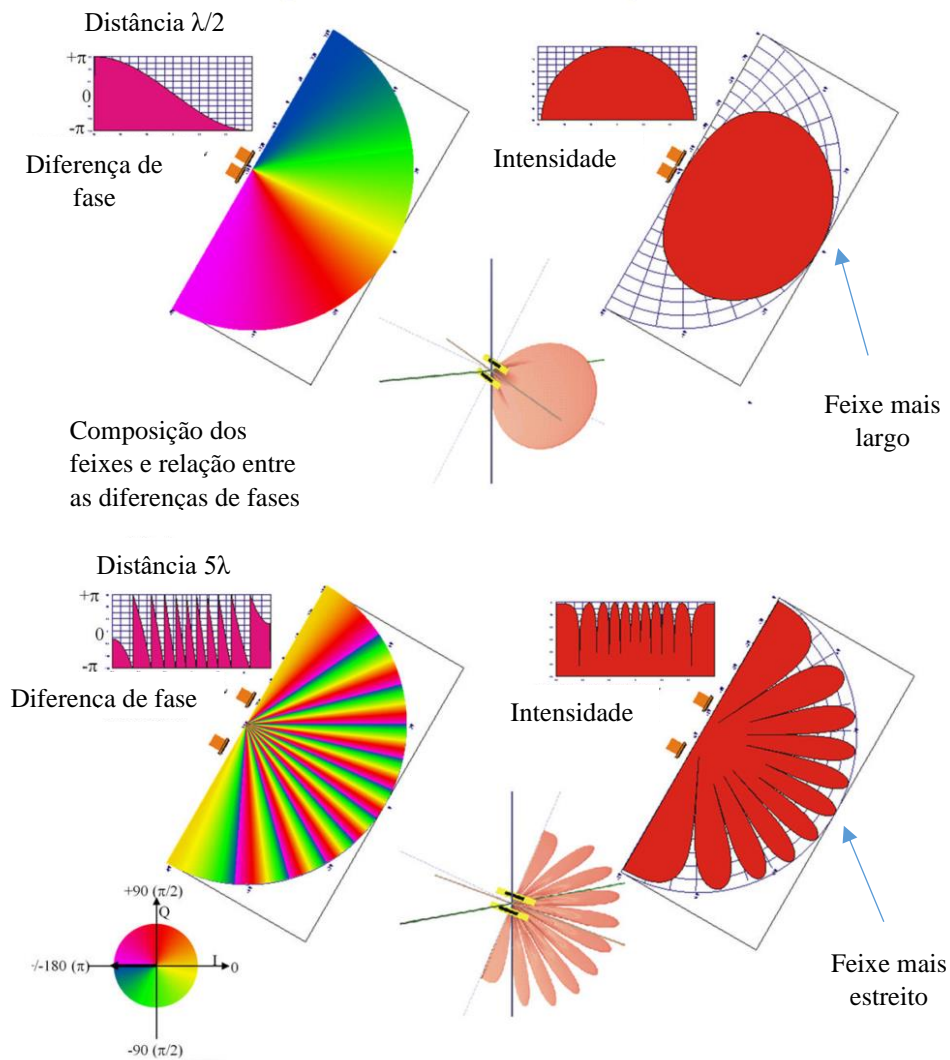 Distância λ/2
+π
0
-π
Diferença de
fase
Intensidade
Feixe mais
largo
Composição dos
feixes e relação entre
as diferenças de fases
Distância 5λ
+π
0
-π
Diferenca de fase
Intensidade
+90 (π/2)
Q
I
0
/-180 (π)
-90 (π/2)
Feixe mais
estreito